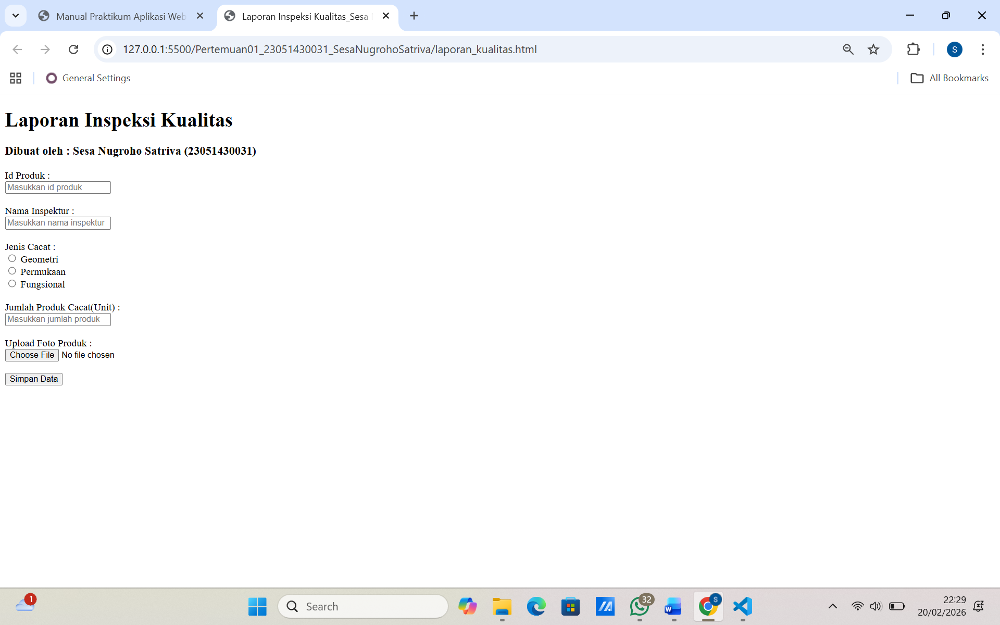 Manual Praktikum Aplikasi Web
Laporan Inspeksi Kualitas_Sesa
127.0.0.1:5500/Pertemuan01_23051430031_SesaNugrohoSatriva/laporan_kualitas.html
S
General Settings
All Bookmarks
Laporan Inspeksi Kualitas
Dibuat oleh : Sesa Nugroho Satriva (23051430031)
Id Produk :
Masukkan id produk
Nama Inspektur :
Masukkan nama inspektur
Jenis Cacat :
Geometri
Permukaan
Fungsional
Jumlah Produk Cacat(Unit) :
Masukkan jumlah produk
Upload Foto Produk :
Choose File No file chosen
Simpan Data
1
Search
32
W
S
22:29
20/02/2026